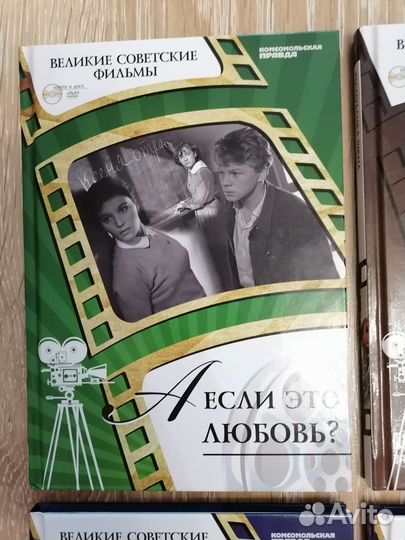 ВЕЛИКИЕ СОВЕТСКИЕ
ФИЛЬМЫ
КОМСОМОЛЬСКАЯ
ПРАВДА
DVD
А ЕСЛИ ЭТО
ЛЮБОВЬ?
ВЕЛИКИЕ СОВЕТСКИЕ
КОМСОМОЛЬСКАЯ
Avito